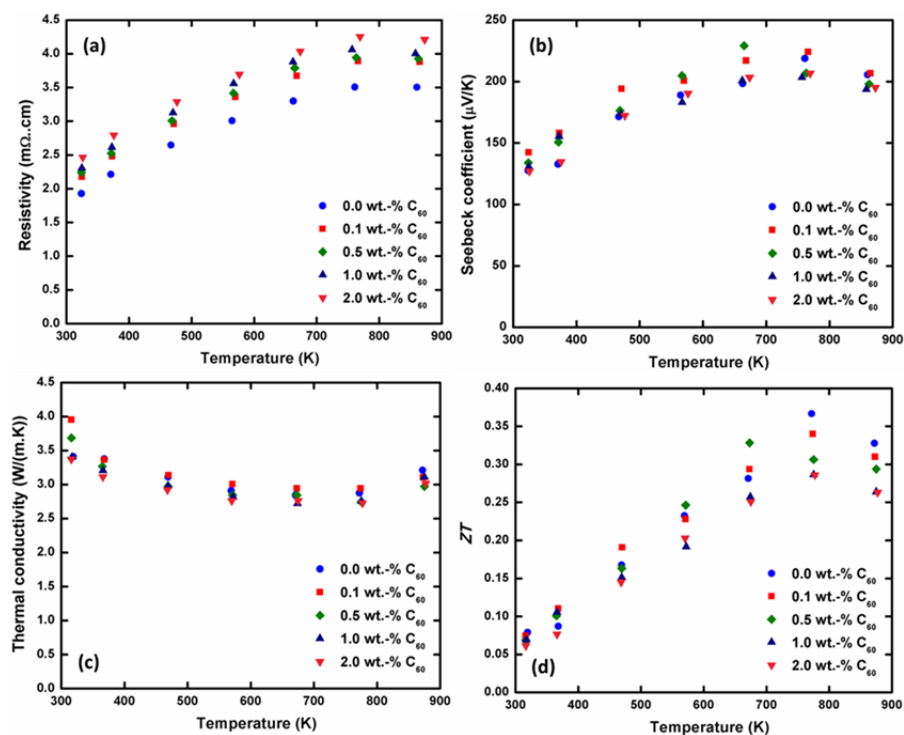 (a)
4.5
4.0
3.5
3.0
2.5
2.0
1.5
1.0
0.5
0.0
Resistivity (mΩ..cm)
0.0 wt.-% C₆₀
0.1 wt.-% C₆₀
0.5 wt.-% C₆₀
1.0 wt.-% C₆₀
2.0 wt.-% C₆₀
300 400 500 600 700 800 900
Temperature (K)
(b)
250
200
150
100
50
0
Seebeck coefficient (μV/K)
0.0 wt.-% C₆₀
0.1 wt.-% C₆₀
0.5 wt.-% C₆₀
1.0 wt.-% C₆₀
2.0 wt.-% C₆₀
300 400 500 600 700 800 900
Temperature (K)
4.5
4.0
3.5
3.0
2.5
2.0
1.5
1.0
0.5
0.0
Thermal conductivity (W/(m.K))
0.0 wt.-% C₆₀
0.1 wt.-% C₆₀
0.5 wt.-% C₆₀
1.0 wt.-% C₆₀
2.0 wt.-% C₆₀
(c)
300 400 500 600 700 800 900
Temperature (K)
0.40
0.35
0.30
0.25
0.20
0.15
0.10
0.05
0.00
ZT
0.0 wt.-% C₆₀
0.1 wt.-% C₆₀
0.5 wt.-% C₆₀
1.0 wt.-% C₆₀
2.0 wt.-% C₆₀
(d)
300 400 500 600 700 800 900
Temperature (K)